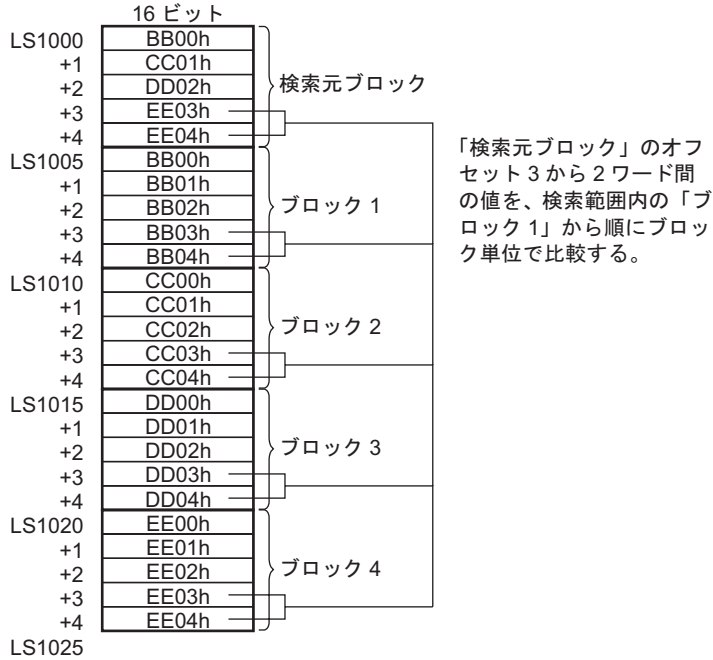 16 ビット
LS1000 BB00h
+1 CC01h
+2 DD02h
+3 EE03h
+4 EE04h
検索元ブロック
LS1005 BB00h
+1 BB01h
+2 BB02h
+3 BB03h
+4 BB04h
ブロック 1
LS1010 CC00h
+1 CC01h
+2 CC02h
+3 CC03h
+4 CC04h
ブロック 2
LS1015 DD00h
+1 DD01h
+2 DD02h
+3 DD03h
+4 DD04h
ブロック 3
LS1020 EE00h
+1 EE01h
+2 EE02h
+3 EE03h
+4 EE04h
ブロック 4
LS1025
「検索元ブロック」のオフ
セット 3 から 2 ワード間
の値を、検索範囲内の「ブ
ロック 1」から順にブロッ
ク単位で比較する。